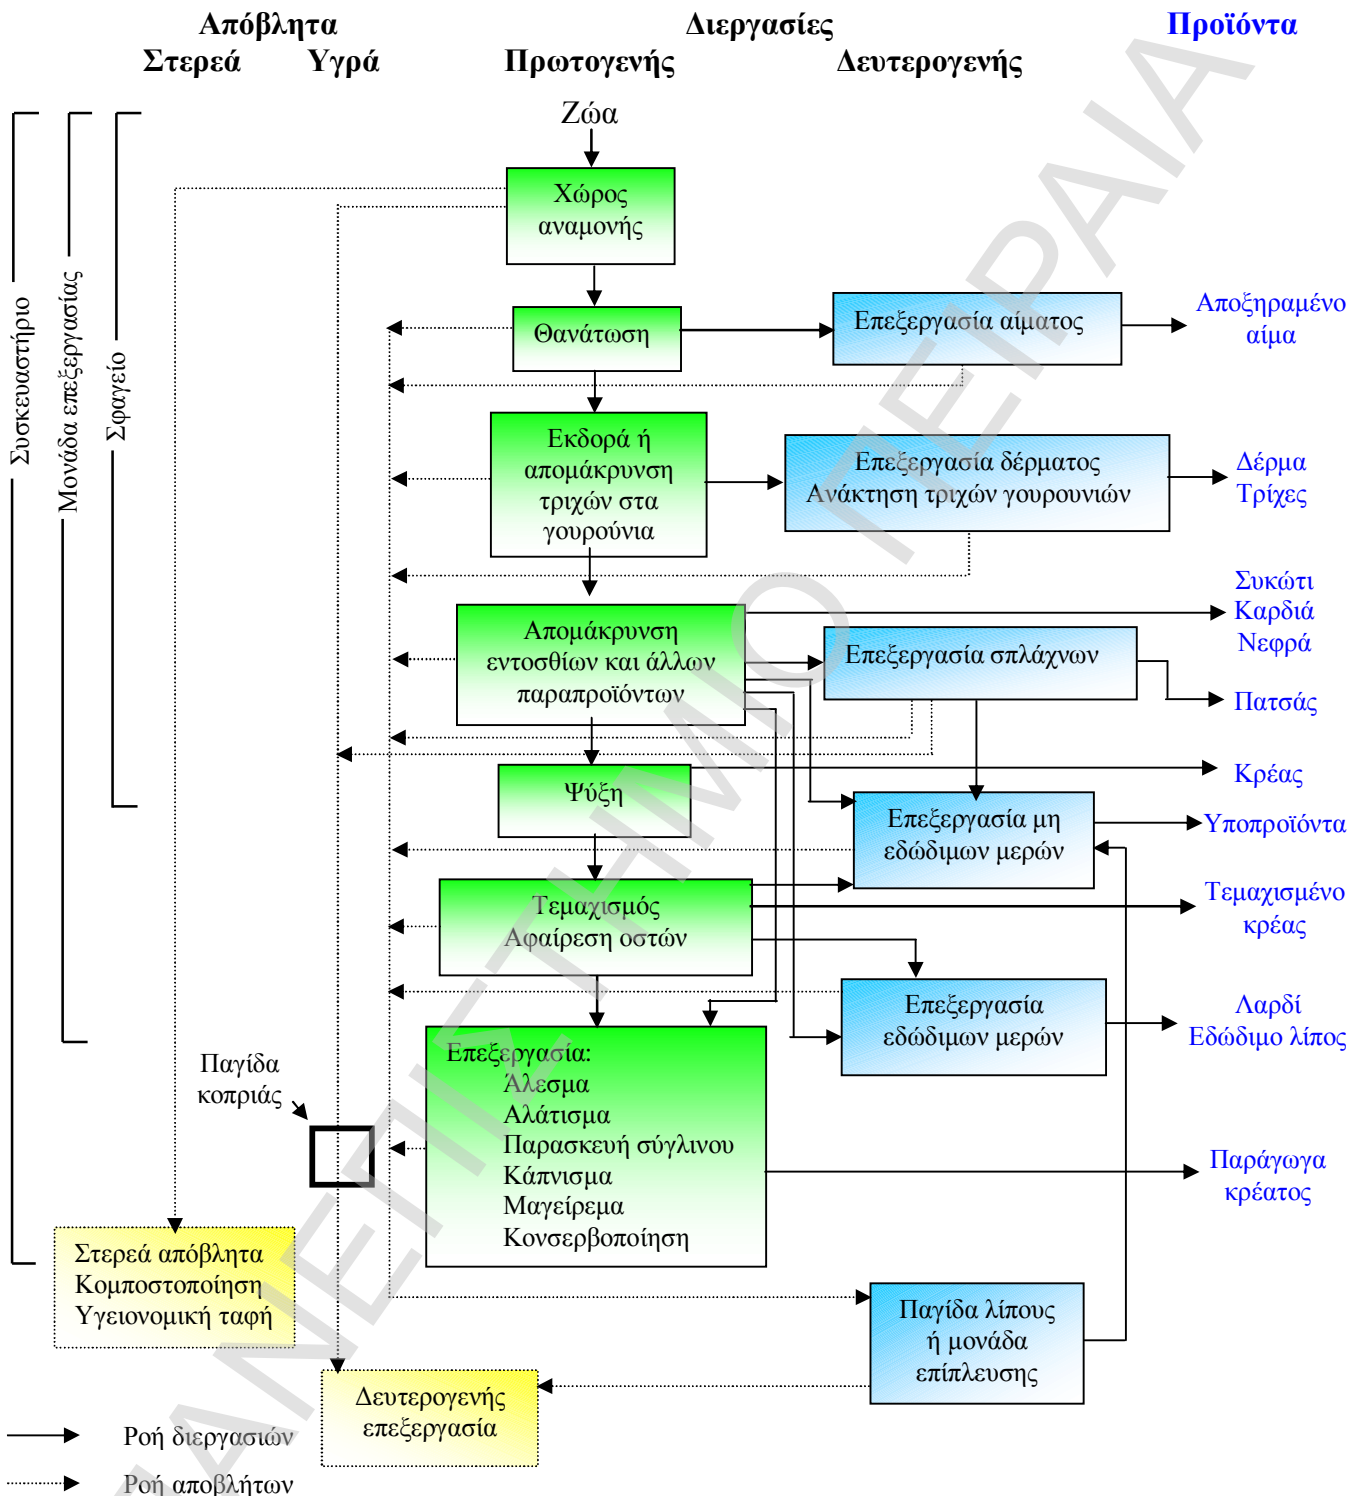 Απόβλητα
Διεργασίες
Προϊόντα
Στερεά
Υγρά
Πρωτογενής
Δευτερογενής
Ζώα
Χώρος
αναμονής
Συσκευαστήριο
Μονάδα επεξεργασίας
Σφαγείο
Θανάτωση
Επεξεργασία αίματος
Αποξηραμένο
αίμα
Εκδορά ή
απομάκρυνση
τριχών στα
γουρούνια
Επεξεργασία δέρματος
Ανάκτηση τριχών γουρουνιών
Δέρμα
Τρίχες
Απομάκρυνση
εντοσθίων και άλλων
παραπροϊόντων
Επεξεργασία σπλάχνων
Συκώτι
Καρδιά
Νεφρά
Πατσάς
Ψύξη
Κρέας
Επεξεργασία μη
εδώδιμων μερών
Υποπροϊόντα
Τεμαχισμός
Αφαίρεση οστών
Τεμαχισμένο
κρέας
Επεξεργασία
εδώδιμων μερών
Λαρδί
Εδώδιμο λίπος
Παγίδα
κοπριάς
Επεξεργασία:
Άλεσμα
Αλάτισμα
Παρασκευή σύγλινου
Κάπνισμα
Μαγείρεμα
Κονσερβοποίηση
Παράγωγα
κρέατος
Στερεά απόβλητα
Κομποστοποίηση
Υγειονομική ταφή
Παγίδα λίπους
ή μονάδα
επίπλευσης
Δευτερογενής
επεξεργασία
Ροή διεργασιών
Ροή αποβλήτων
ΠΑΝΕΠΙΣΤΗΜΙΟ ΠΕΙΡΑΙΑ